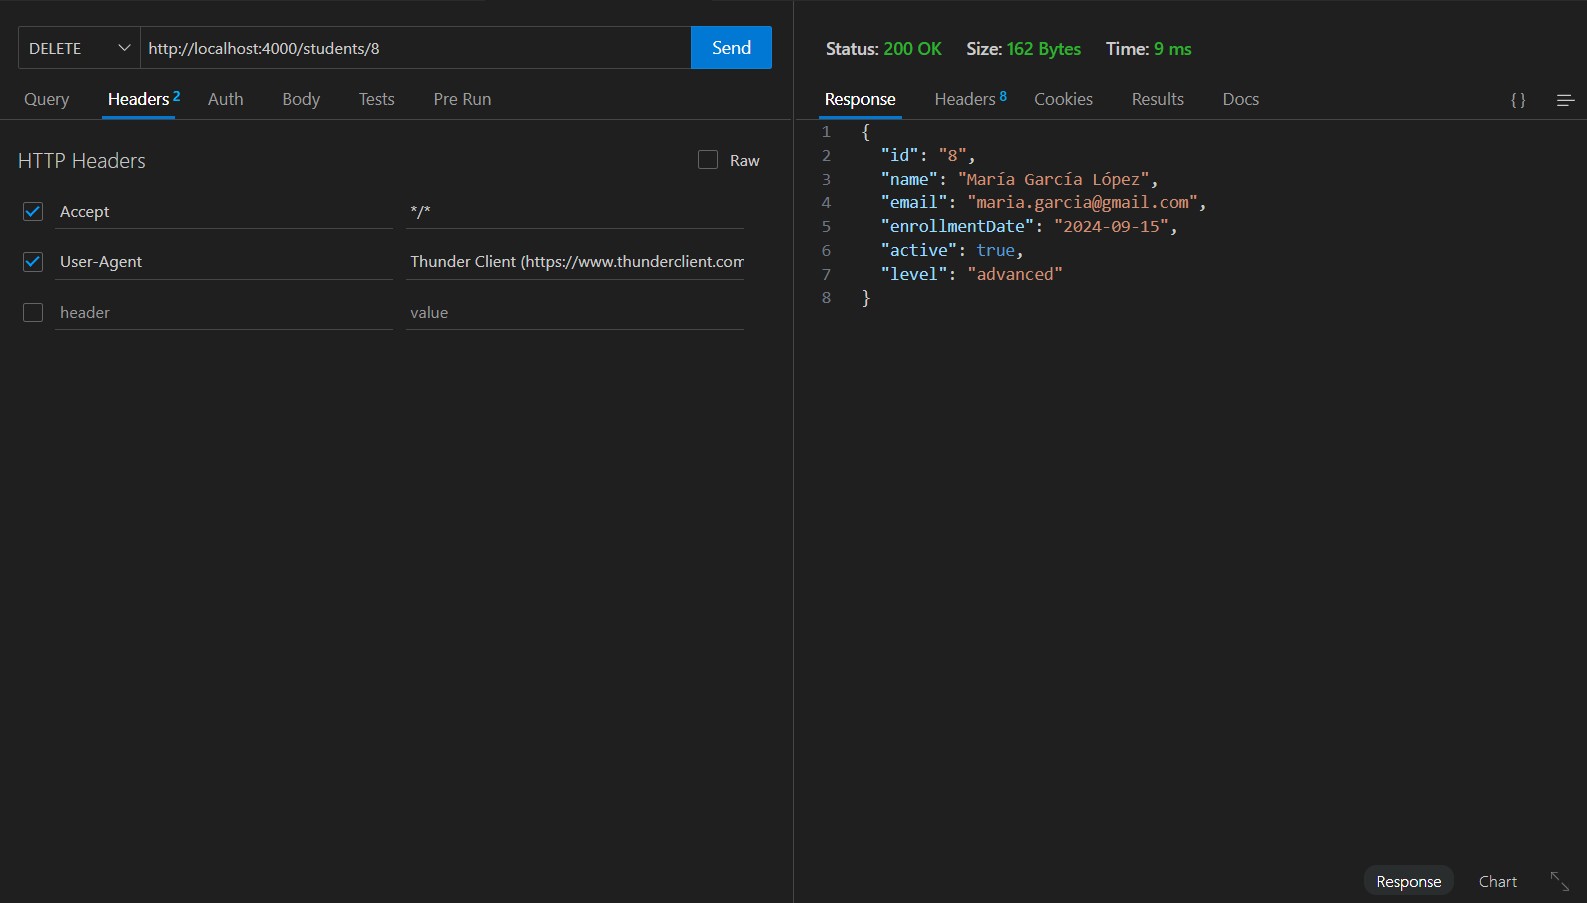 DELETE http://localhost:4000/students/8 Send
Query Headers 2 Auth Body Tests Pre Run
HTTP Headers Raw
Accept */*
User-Agent Thunder Client (https://www.thunderclient.com
header value
Status: 200 OK Size: 162 Bytes Time: 9 ms
Response Headers 8 Cookies Results Docs { }
1 {
2 "id": "8",
3 "name": "María García López",
4 "email": "maria.garcia@gmail.com",
5 "enrollmentDate": "2024-09-15",
6 "active": true,
7 "level": "advanced"
8 }
Response Chart